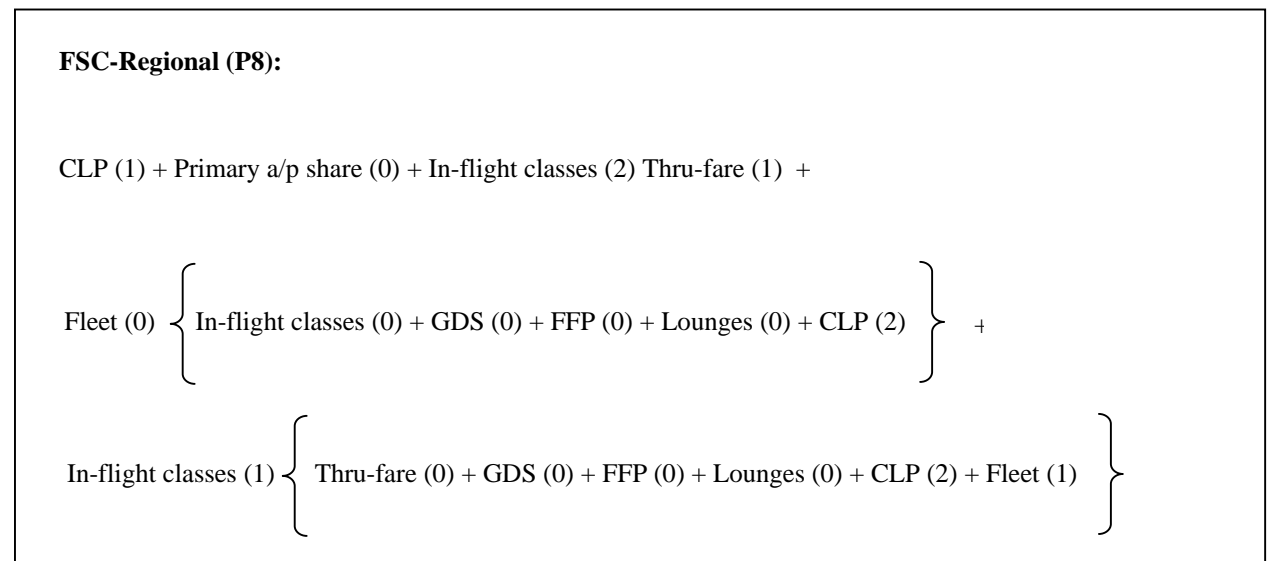 FSC-Regional (P8):
CLP (1) + Primary a/p share (0) + In-flight classes (2) Thru-fare (1) +
Fleet (0) { In-flight classes (0) + GDS (0) + FFP (0) + Lounges (0) + CLP (2) } +
In-flight classes (1) { Thru-fare (0) + GDS (0) + FFP (0) + Lounges (0) + CLP (2) + Fleet (1) }